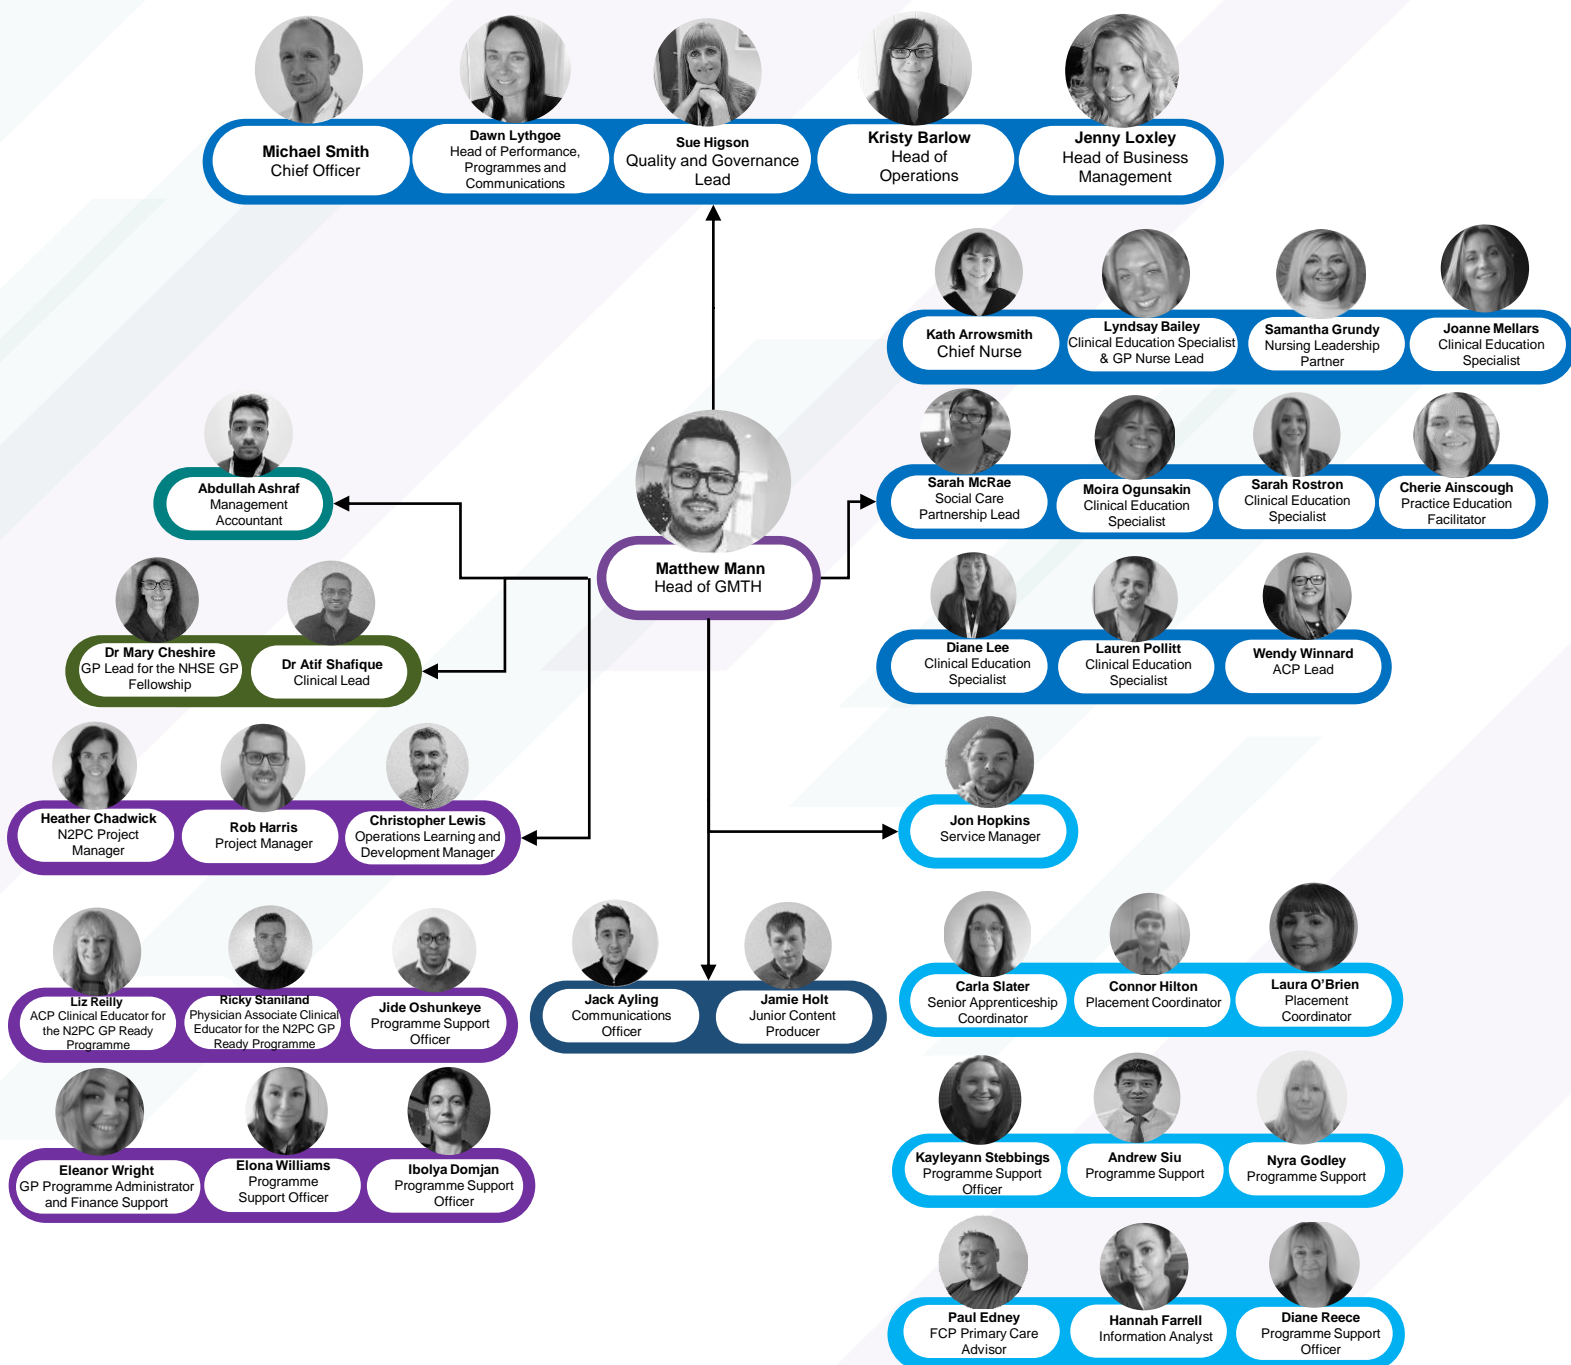 Michael Smith
Chief Officer
Dawn Lythgoe
Head of Performance,
Programmes and
Communications
Sue Higson
Quality and Governance
Lead
Kristy Barlow
Head of
Operations
Jenny Loxley
Head of Business
Management
Kath Arrowsmith
Chief Nurse
Lyndsay Bailey
Clinical Education Specialist
& GP Nurse Lead
Samantha Grundy
Nursing Leadership
Partner
Joanne Mellars
Clinical Education
Specialist
Abdullah Ashraf
Management
Accountant
Sarah McRae
Social Care
Partnership Lead
Moira Ogunsakin
Clinical Education
Specialist
Sarah Rostron
Clinical Education
Specialist
Cherie Ainscough
Practice Education
Facilitator
Matthew Mann
Head of GMTH
Dr Mary Cheshire
GP Lead for the NHSE GP
Fellowship
Dr Atif Shafique
Clinical Lead
Diane Lee
Clinical Education
Specialist
Lauren Pollitt
Clinical Education
Specialist
Wendy Winnard
ACP Lead
Heather Chadwick
N2PC Project
Manager
Rob Harris
Project Manager
Christopher Lewis
Operations Learning and
Development Manager
Jon Hopkins
Service Manager
Liz Reilly
ACP Clinical Educator for
the N2PC GP Ready
Programme
Ricky Staniland
Physician Associate Clinical
Educator for the N2PC GP
Ready Programme
Jide Oshunkeye
Programme Support
Officer
Jack Ayling
Communications
Officer
Jamie Holt
Junior Content
Producer
Carla Slater
Senior Apprenticeship
Coordinator
Connor Hilton
Placement Coordinator
Laura O’Brien
Placement
Coordinator
Eleanor Wright
GP Programme Administrator
and Finance Support
Elona Williams
Programme
Support Officer
Ibolya Domjan
Programme Support
Officer
Kayleyann Stebbings
Programme Support
Officer
Andrew Siu
Programme Support
Nyra Godley
Programme Support
Paul Edney
FCP Primary Care
Advisor
Hannah Farrell
Information Analyst
Diane Reece
Programme Support
Officer